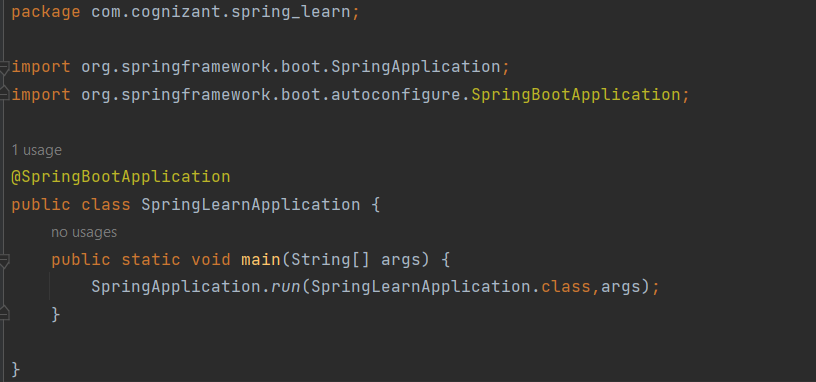 package com.cognizant.spring_learn;
import org.springframework.boot.SpringApplication;
import org.springframework.boot.autoconfigure.SpringBootApplication;
1 usage
@SpringBootApplication
public class SpringLearnApplication {
no usages
public static void main(String[] args) {
SpringApplication.run(SpringLearnApplication.class,args);
}
}